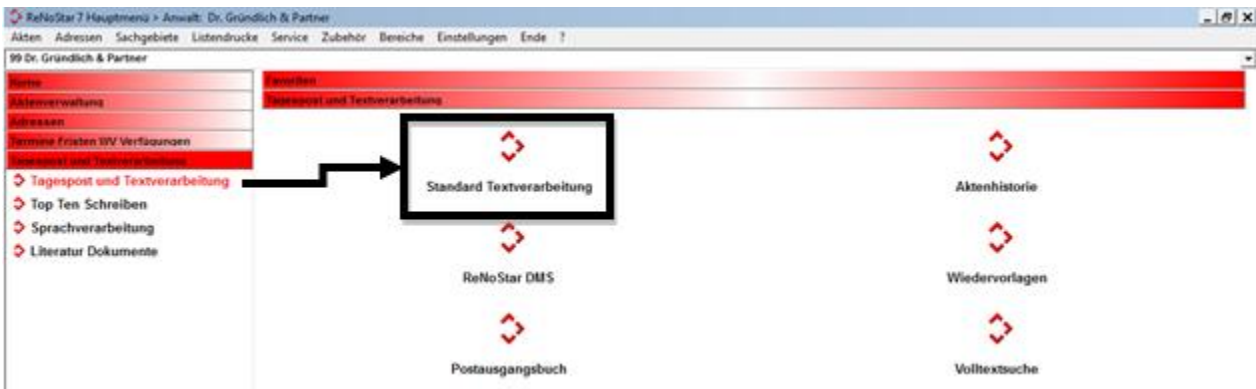 ReNoStar 7 Hauptmenü > Anwalt: Dr. Gründlich & Partner
Akten Adressen Sachgebiete Listendrucke Service Zubehör Bereiche Einstellungen Ende ?
99 Dr. Gründlich & Partner
Home
Aktenverwaltung
Adressen
Termine Fristen WV Verfügungen
Tagespost und Textverarbeitung
Tagespost und Textverarbeitung
Top Ten Schreiben
Sprachverarbeitung
Literatur Dokumente
Favoriten
Tagespost und Textverarbeitung
Standard Textverarbeitung
Aktenhistorie
ReNoStar DMS
Wiedervorlagen
Postausgangsbuch
Volltextsuche